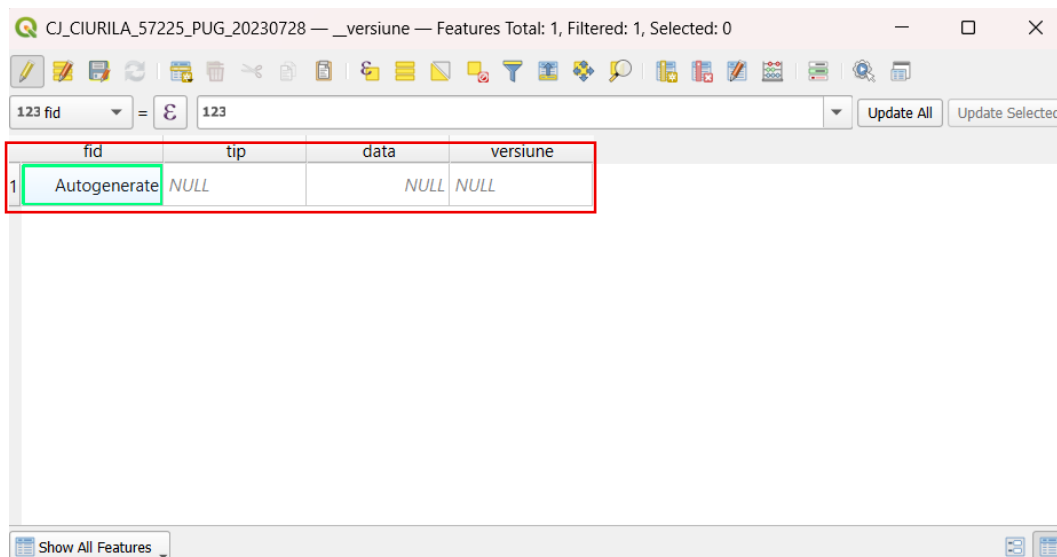 CJ_CIURILA_57225_PUG_20230728 — __versiune — Features Total: 1, Filtered: 1, Selected: 0
123 fid = ε 123 Update All Update Selected
fid tip data versiune
1 Autogenerate NULL NULL NULL
Show All Features